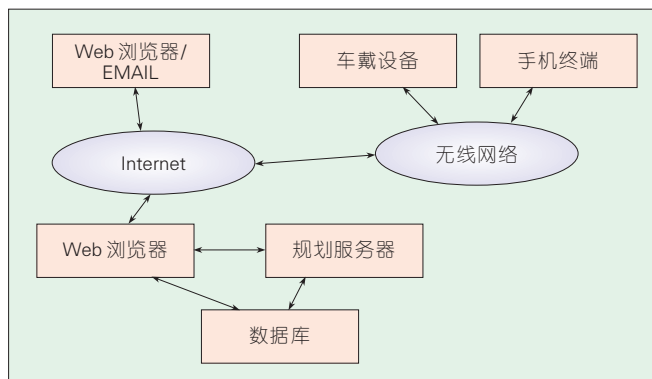 Web 浏览器/
EMAIL
车戴设备
手机终端
Internet
无线网络
Web 浏览器
规划服务器
数据库